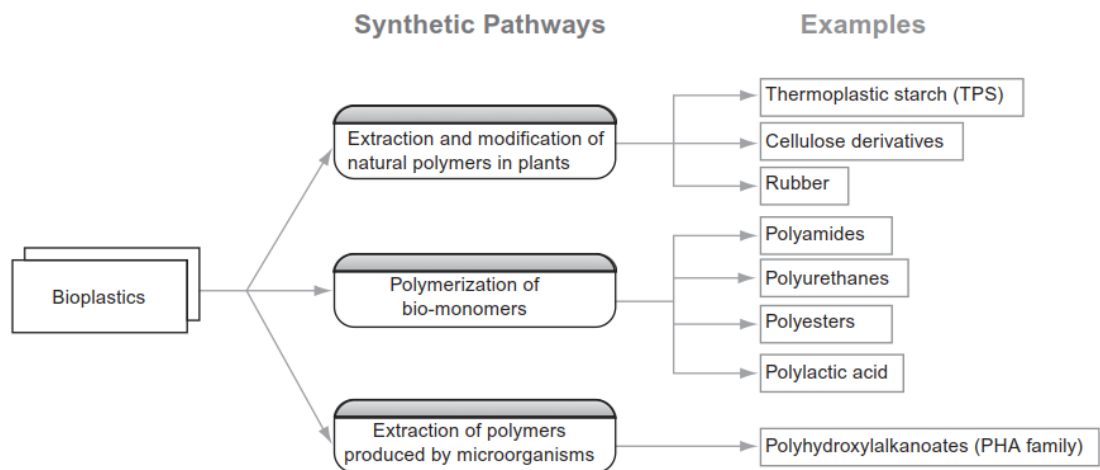 Synthetic Pathways
Examples
Bioplastics
Extraction and modification of
natural polymers in plants
Thermoplastic starch (TPS)
Cellulose derivatives
Rubber
Polymerization of
bio-monomers
Polyamides
Polyurethanes
Polyesters
Polylactic acid
Extraction of polymers
produced by microorganisms
Polyhydroxylalkanoates (PHA family)